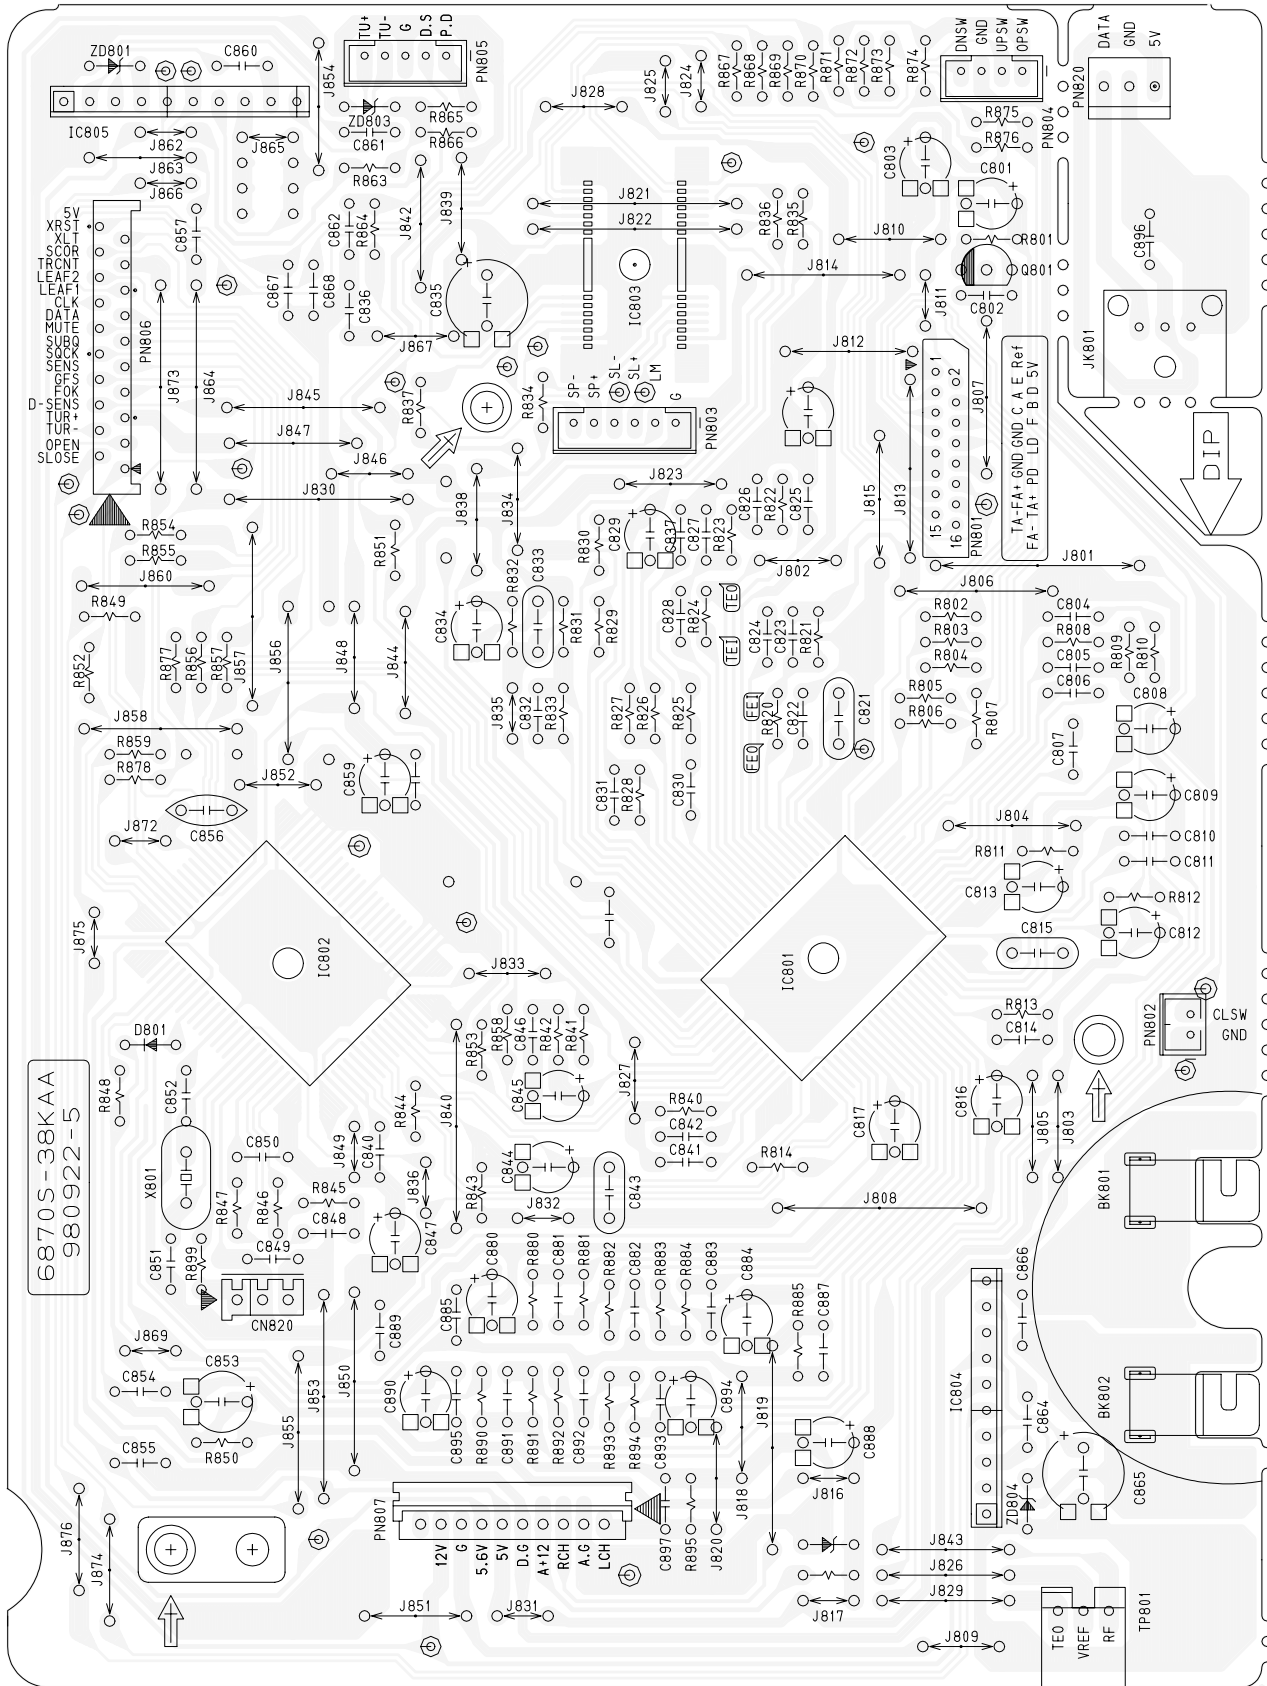 ZD801
C860
J854
TU+
TU-
G
D.S
P.D
PN805
J825
J824
R867
R868
R869
R870
R871
R872
R873
R874
DNSW
GND
UPSW
OPSW
PN804
DATA
GND
5V
PN820
IC805
J862
J863
J866
J865
ZD803
C861
R863
R865
R866
J828
R875
R876
C803
C801
5V
XRST
XLT
SCOR
TRCNT
LEAF2
LEAF1
CLK
DATA
MUTE
SUBQ
SQCK
SENS
GFS
FOK
D-SENS
TUR+
TUR-
OPEN
SLOSE
PN806
C857
C862
R864
J842
J839
J821
J822
R836
R835
J810
R801
C896
C867
C868
C836
C835
IC803
J814
J811
Q801
C802
J867
J873
J864
J812
J807
JK801
J845
J847
J846
J830
R837
R834
SP-
SP+
SL-
SL+
LM
G
PN803
J815
J813
1
2
15
16
PN801
TA-FA+ GND GND C A E Ref
FA- TA+ PD LD F B D 5V
DIP
J838
J834
J823
C826
R822
C825
R854
R855
R851
R830
C829
C837
C827
R823
J802
J801
J860
R832
C833
J806
R849
J857
J856
J848
J844
C834
R831
R829
C828
R824
TEO
TEI
C824
C823
R821
R802
R803
R804
C804
R808
C805
C806
R809
R810
R852
R877
R856
R857
J858
J835
C832
R833
R827
R826
R825
FEI
FEO
R820
C822
C821
R805
R806
R807
C808
C807
R859
R878
J852
C859
C831
R828
C830
C809
C856
J872
J804
C810
R811
C811
C813
R812
C812
J875
IC802
IC801
C815
J833
R813
C814
PN802
CLSW
GND
D801
R853
R858
C846
R842
R841
J827
6870S-38KAA
980922-5
R848
C852
R844
J840
C845
R840
C842
C841
C817
C816
J805
J803
X801
C850
J849
C840
C844
R814
BK801
R847
R846
R845
C848
J836
R843
J832
C843
J808
C851
R899
C849
C847
C880
R880
C881
R881
R882
C882
R883
R884
C883
C884
C866
CN820
C889
C885
R885
C887
J869
C853
C854
J855
J853
J850
C890
C895
R890
C891
R891
R892
C892
R893
R894
C893
C894
J819
IC804
C864
BK802
C855
R850
C888
C865
J816
ZD804
J876
J874
PN807
12V
G
5.6V
5V
D.G
A+12
RCH
A.G
LCH
C897
R895
J820
J818
J843
J826
J829
J817
J851
J831
J809
TEO
VREF
RF
TP801